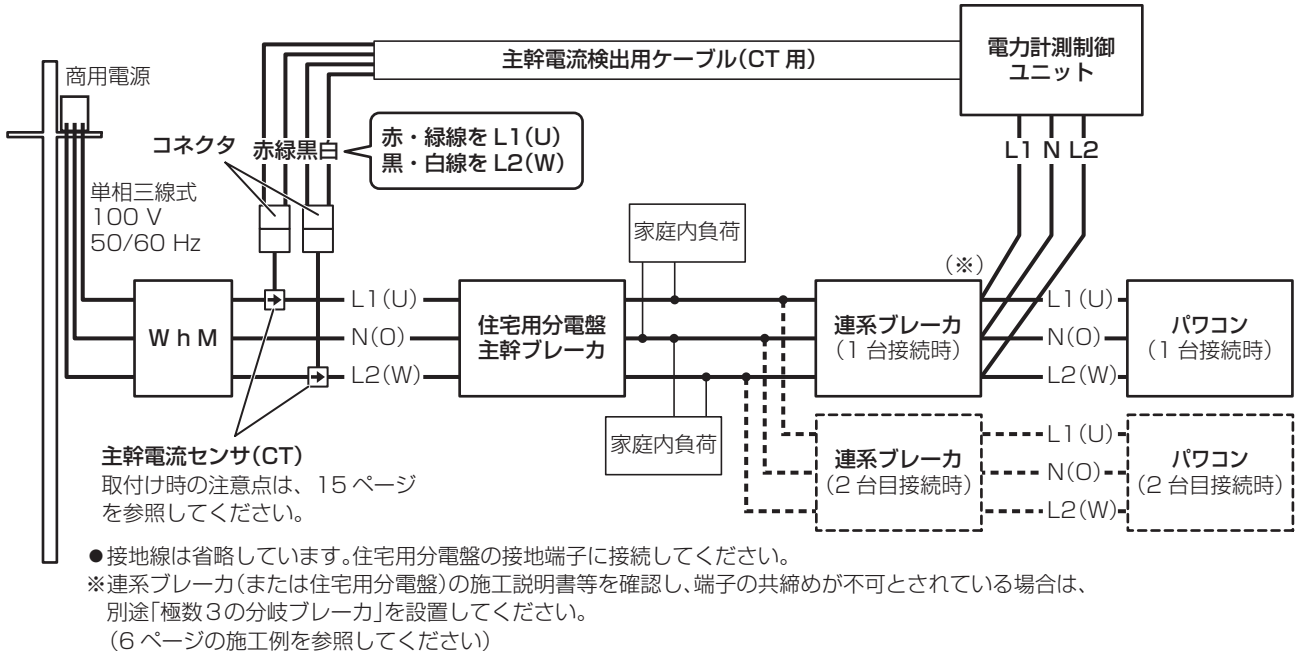 主幹電流検出用ケーブル(CT 用)
電力計測制御
ユニット
商用電源
コネクタ
赤緑黒白
赤・緑線を L1(U)
黒・白線を L2(W)
L1 N L2
単相三線式
100 V
50/60 Hz
家庭内負荷
(※)
W h M
L1(U)
N(O)
L2(W)
住宅用分電盤
主幹ブレーカ
連系ブレーカ
(1 台接続時)
L1(U)
N(O)
L2(W)
パワコン
(1 台接続時)
家庭内負荷
連系ブレーカ
(2 台目接続時)
L1(U)
N(O)
L2(W)
パワコン
(2 台目接続時)
主幹電流センサ(CT)
取付け時の注意点は、15 ページ
を参照してください。
●接地線は省略しています。住宅用分電盤の接地端子に接続してください。
※連系ブレーカ(または住宅用分電盤)の施工説明書等を確認し、端子の共締めが不可とされている場合は、
別途「極数3の分岐ブレーカ」を設置してください。
(6 ページの施工例を参照してください)